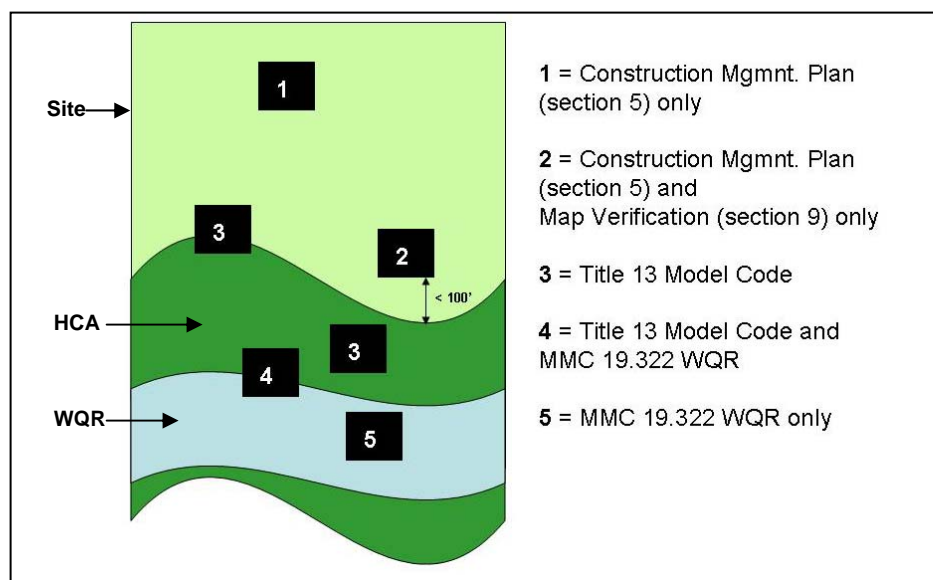 Site
HCA
WQR
1
3
2
< 100'
3
4
5
1 = Construction Mgmnt. Plan
(section 5) only
2 = Construction Mgmnt. Plan
(section 5) and
Map Verification (section 9) only
3 = Title 13 Model Code
4 = Title 13 Model Code and
MMC 19.322 WQR
5 = MMC 19.322 WQR only